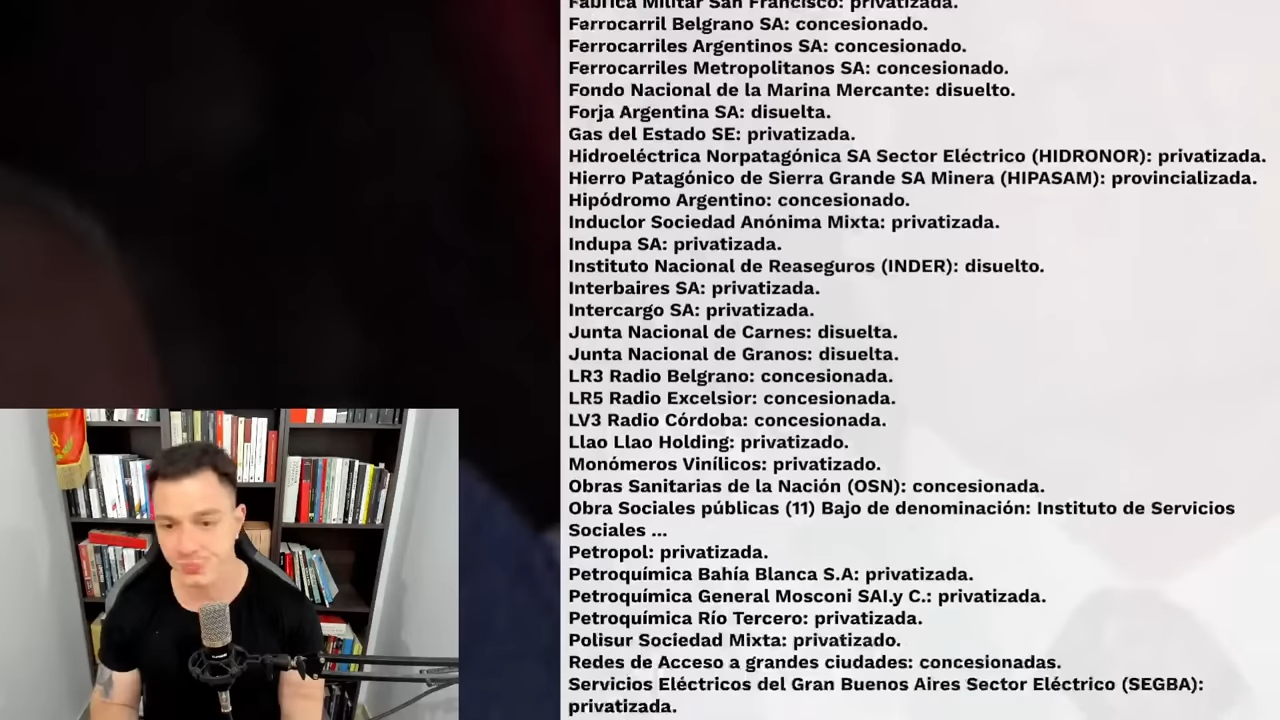 Fábrica Militar San Francisco: privatizada.
Ferrocarril Belgrano SA: concesionado.
Ferrocarriles Argentinos SA: concesionado.
Ferrocarriles Metropolitanos SA: concesionado.
Fondo Nacional de la Marina Mercante: disuelto.
Forja Argentina SA: disuelta.
Gas del Estado SE: privatizada.
Hidroeléctrica Norpatagónica SA Sector Eléctrico (HIDRONOR): privatizada.
Hierro Patagónico de Sierra Grande SA Minera (HIPASAM): provincializada.
Hipódromo Argentino: concesionado.
Induclor Sociedad Anónima Mixta: privatizada.
Indupa SA: privatizada.
Instituto Nacional de Reaseguros (INDER): disuelto.
Interbaires SA: privatizada.
Intercargo SA: privatizada.
Junta Nacional de Carnes: disuelta.
Junta Nacional de Granos: disuelta.
LR3 Radio Belgrano: concesionada.
LR5 Radio Excelsior: concesionada.
LV3 Radio Córdoba: concesionada.
Llao Llao Holding: privatizado.
Monómeros Vinílicos: privatizado.
Obras Sanitarias de la Nación (OSN): concesionada.
Obra Sociales públicas (11) Bajo de denominación: Instituto de Servicios
Sociales ...
Petropol: privatizada.
Petroquímica Bahía Blanca S.A: privatizada.
Petroquímica General Mosconi SAI.y C.: privatizada.
Petroquímica Río Tercero: privatizada.
Polisur Sociedad Mixta: privatizado.
Redes de Acceso a grandes ciudades: concesionadas.
Servicios Eléctricos del Gran Buenos Aires Sector Eléctrico (SEGBA):
privatizada.